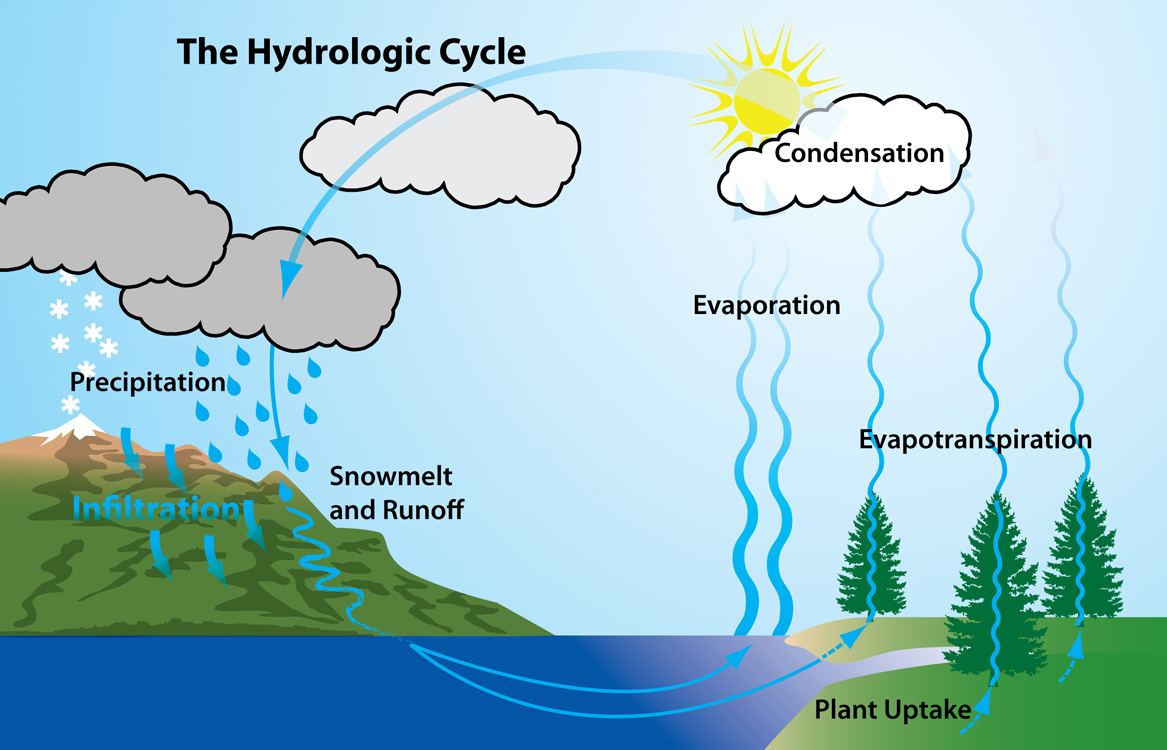 The Hydrologic Cycle
Condensation
Evaporation
Precipitation
Evapotranspiration
Snowmelt
and Runoff
Infiltration
Plant Uptake